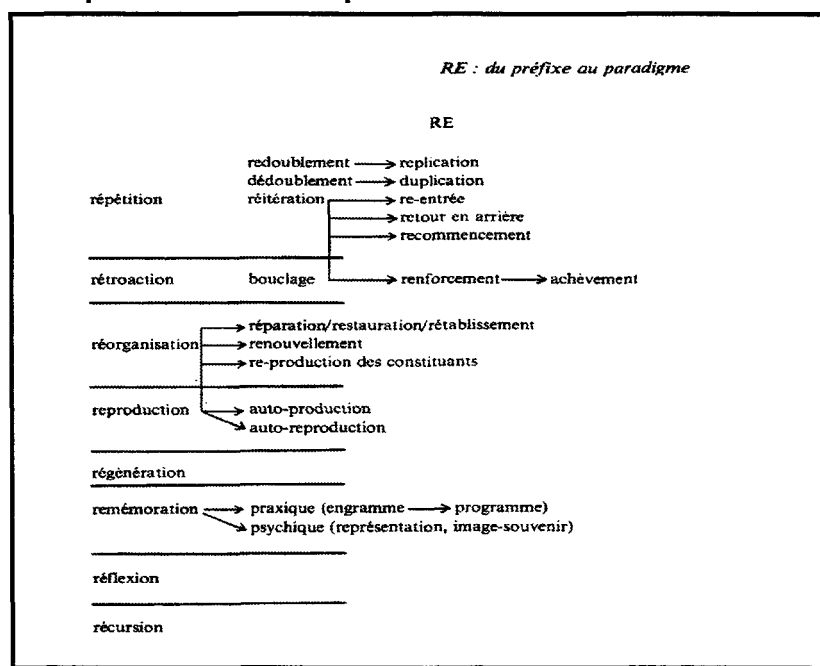 RE : du préfixe au paradigme
RE
redoublement → replication
dédoublement → duplication
répétition réitération → re-entrée
→ retour en arrière
→ recommencement
rétroaction bouclage → renforcement → achèvement
→ réparation/restauration/rétablissement
réorganisation → renouvellement
→ re-production des constituants
reproduction → auto-production
→ auto-reproduction
régènération
remémoration → praxique (engramme → programme)
→ psychique (représentation, image-souvenir)
réflexion
récursion